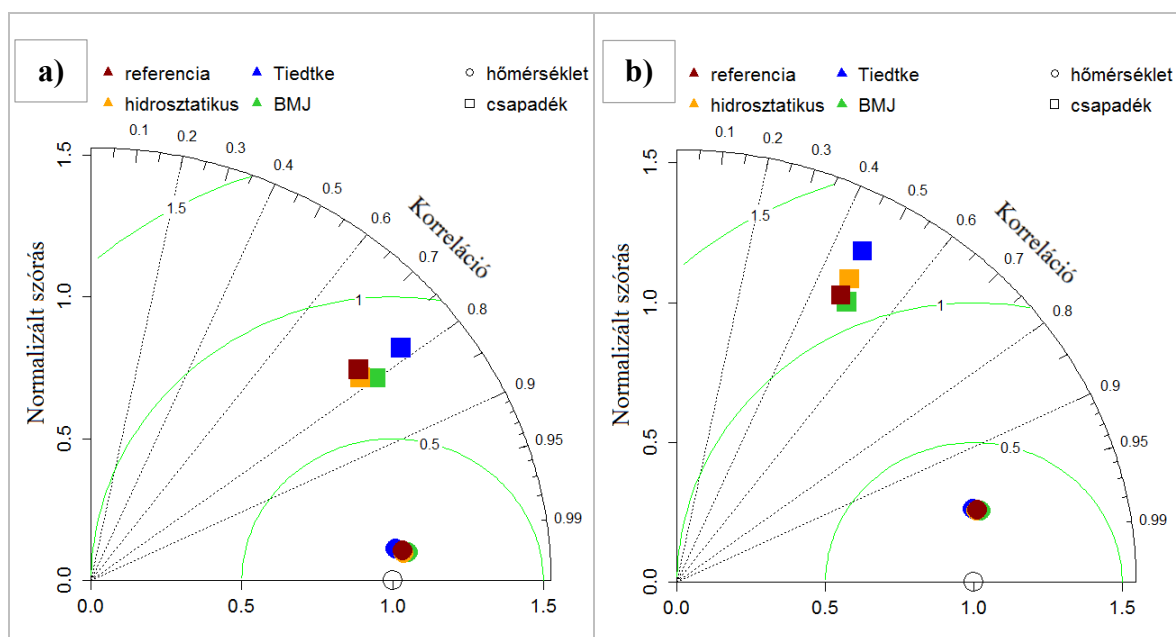 a)
referencia
Tiedtke
hőmérséklet
hidrosztatikus
BMJ
csapadék
0.1
0.2
0.3
0.4
0.5
0.6
0.7
0.8
0.9
0.95
0.99
Korreláció
Normalizált szórás
1.5
1.0
0.5
0.0
1.5
1
0.5
0.0
0.5
1.0
1.5
b)
referencia
Tiedtke
hőmérséklet
hidrosztatikus
BMJ
csapadék
0.1
0.2
0.3
0.4
0.5
0.6
0.7
0.8
0.9
0.95
0.99
Korreláció
Normalizált szórás
1.5
1.0
0.5
0.0
1.5
1
0.5
0.0
0.5
1.0
1.5